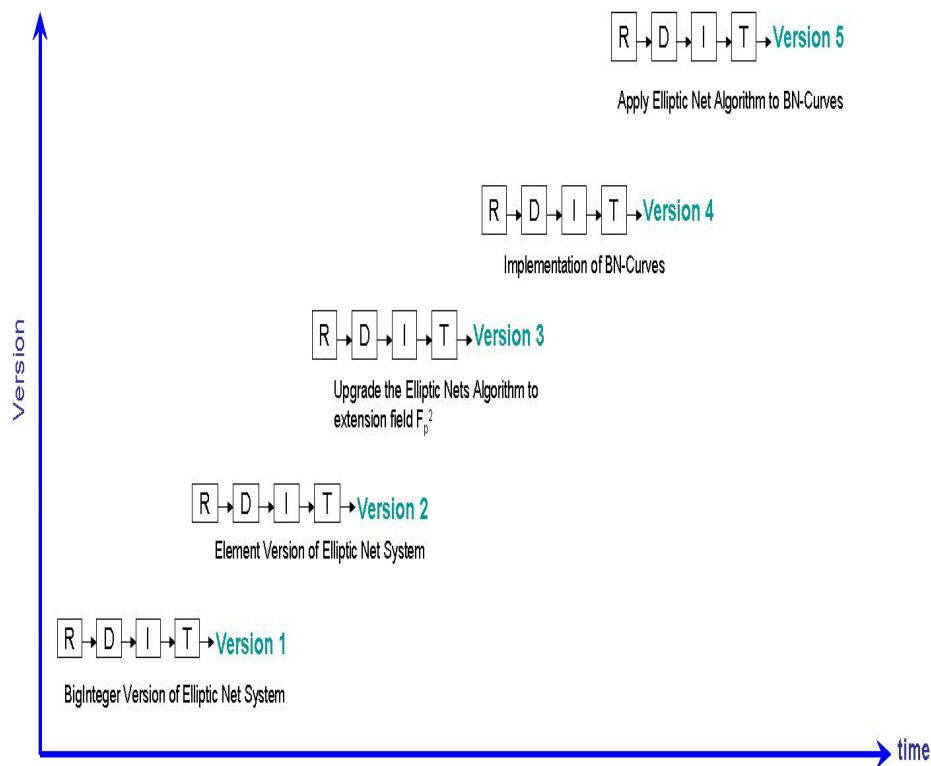 R D I T Version 5
Apply Elliptic Net Algorithm to BN-Curves
R D I T Version 4
Implementation of BN-Curves
R D I T Version 3
Upgrade the Elliptic Nets Algorithm to
extension field Fp²
Version
R D I T Version 2
Element Version of Elliptic Net System
R D I T Version 1
BigInteger Version of Elliptic Net System
time